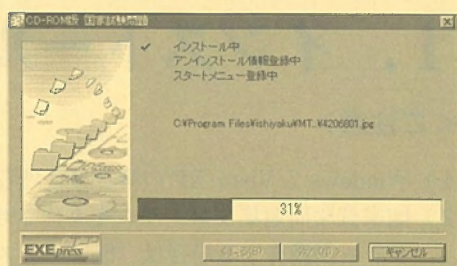 CD-ROM版 国家試験問題
✓ インストール中
アンインストール情報登録中
スタートメニュー登録中
C:¥Program Files¥ishiyaku¥MT..¥4206801.jpg
31%
EXEpress
キャンセル